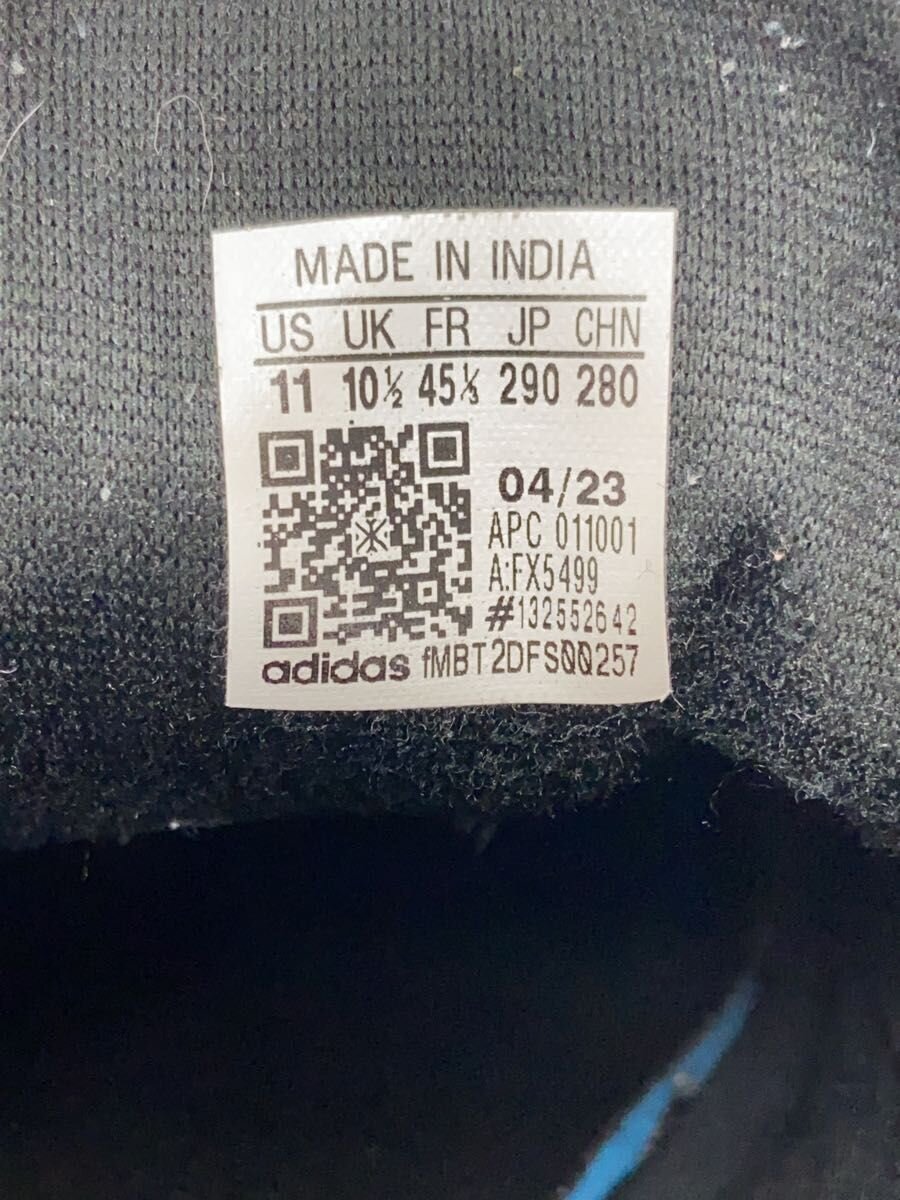 MADE IN INDIA
US UK FR JP CHN
11 10½ 45⅓ 290 280
04/23
APC 011001
A:FX5499
#132552642
adidas fMBT2DFS00257